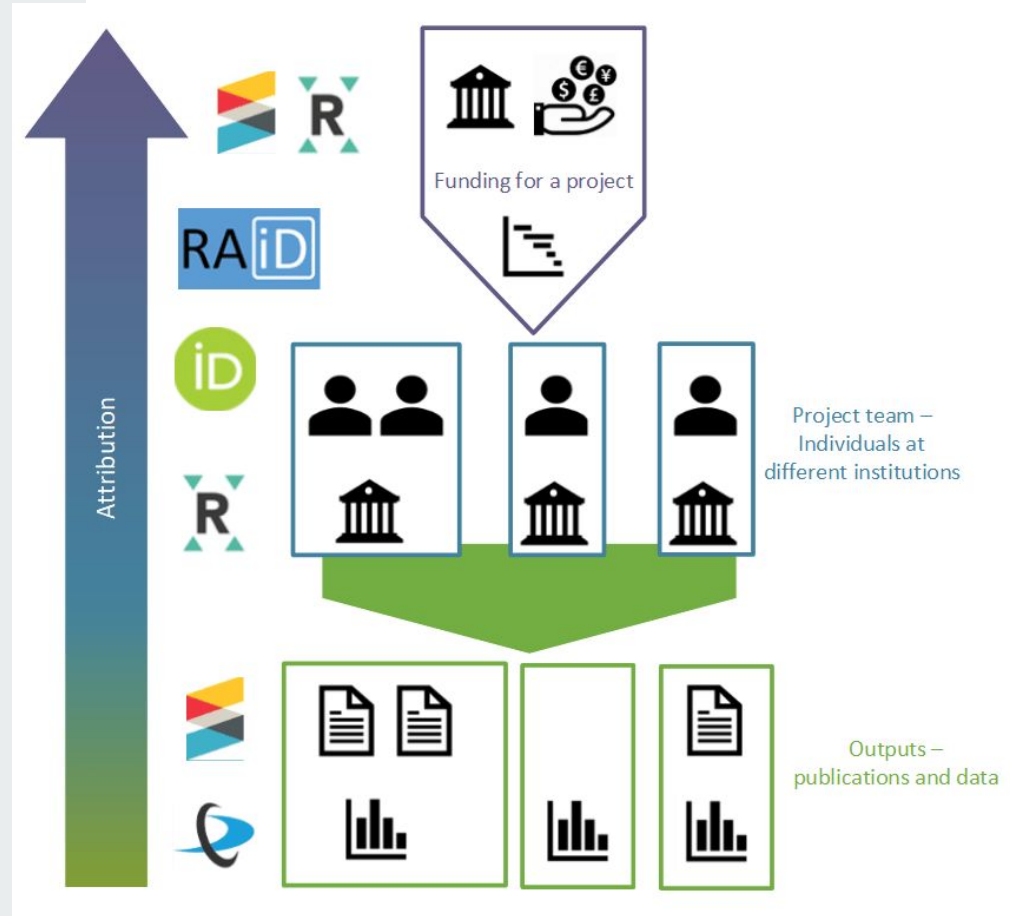 R
€
¥
$
£
Funding for a project
RAiD
iD
Attribution
R
Project team –
Individuals at
different institutions
Outputs –
publications and data